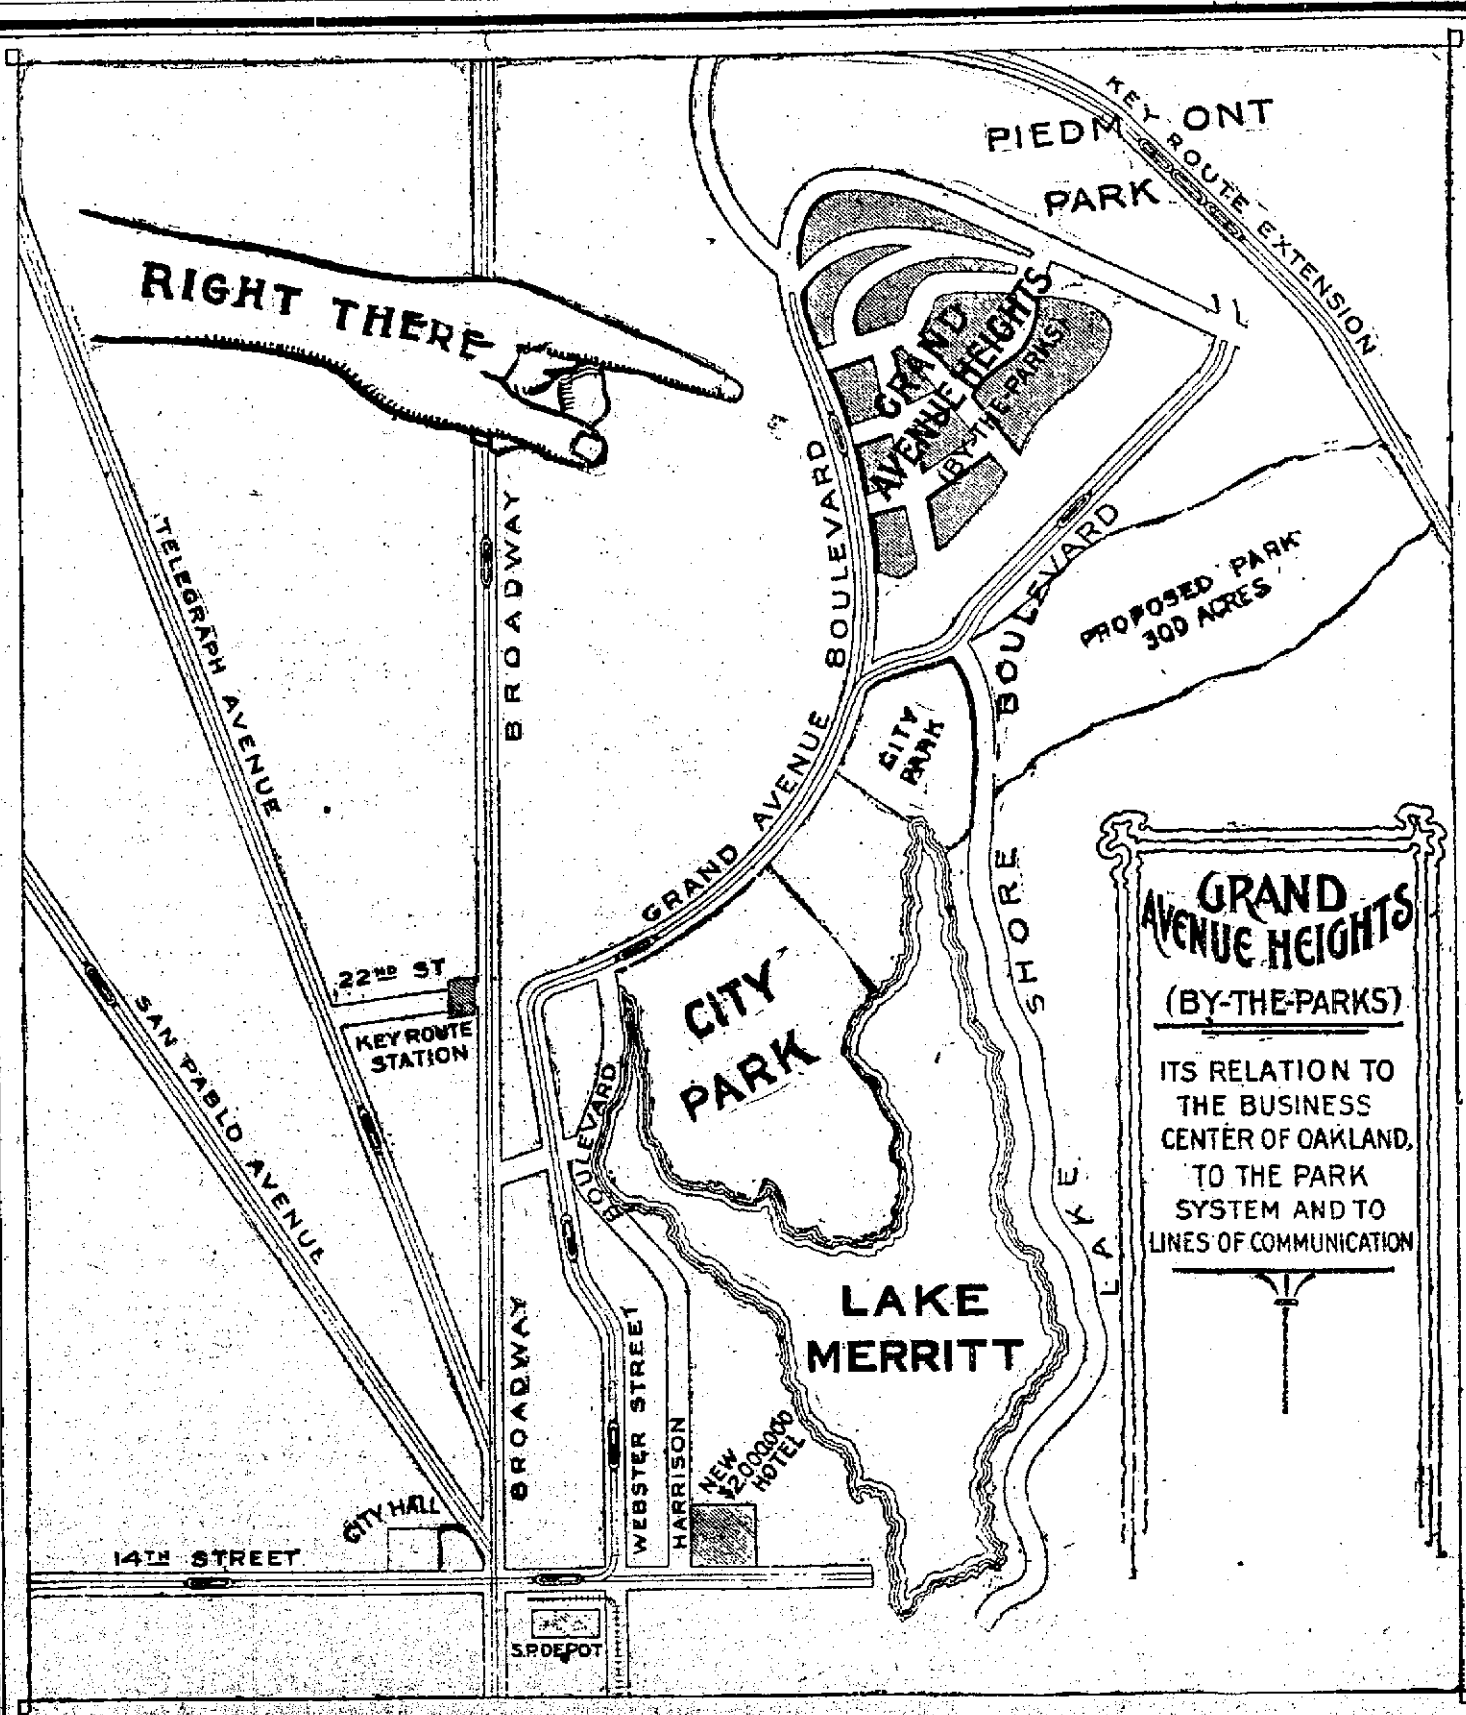 KEY ROUTE EXTENSION
PIEDMONT
PARK
RIGHT THERE
GRAND
AVENUE HEIGHTS
(BY-THE-PARKS)
BOULEVARD
BROADWAY
TELEGRAPH AVENUE
BOULEVARD
PROPOSED PARK
300 ACRES
CITY
PARK
GRAND AVENUE
SHORE
LAKE
22ND ST
KEY ROUTE
STATION
SAN PABLO AVENUE
CITY
PARK
BOULEVARD
LAKE
MERRITT
BROADWAY
WEBSTER STREET
HARRISON
NEW
$2,000,000
HOTEL
CITY HALL
14TH STREET
S.P. DEPOT
GRAND
AVENUE HEIGHTS
(BY-THE-PARKS)
ITS RELATION TO
THE BUSINESS
CENTER OF OAKLAND,
TO THE PARK
SYSTEM AND TO
LINES OF COMMUNICATION